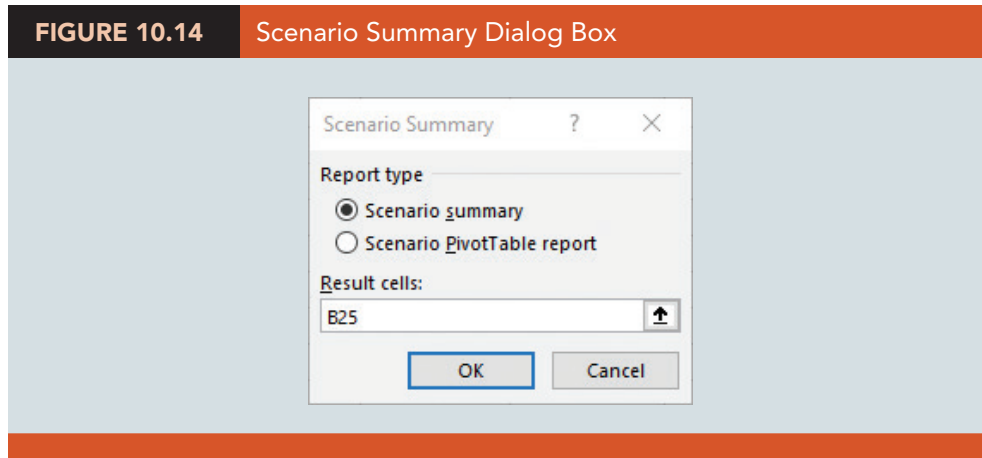 FIGURE 10.14 Scenario Summary Dialog Box
Scenario Summary ? ×
Report type
Scenario summary
Scenario PivotTable report
Result cells:
B25
OK Cancel